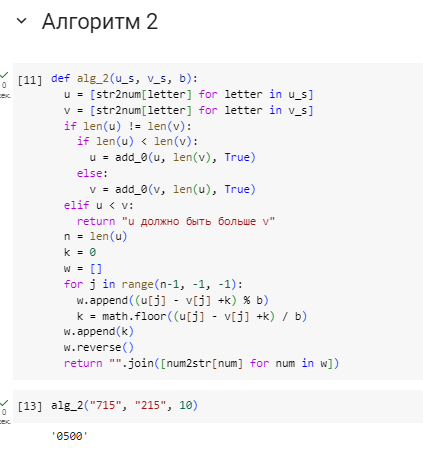 Алгоритм 2
[11] def alg_2(u_s, v_s, b):
u = [str2num[letter] for letter in u_s]
v = [str2num[letter] for letter in v_s]
if len(u) != len(v):
if len(u) < len(v):
u = add_0(u, len(v), True)
else:
v = add_0(v, len(u), True)
elif u < v:
return "u должно быть больше v"
n = len(u)
k = 0
w = []
for j in range(n-1, -1, -1):
w.append((u[j] - v[j] +k) % b)
k = math.floor((u[j] - v[j] +k) / b)
w.append(k)
w.reverse()
return "".join([num2str[num] for num in w])
0
[13] alg_2("715", "215", 10)
0
'0500'